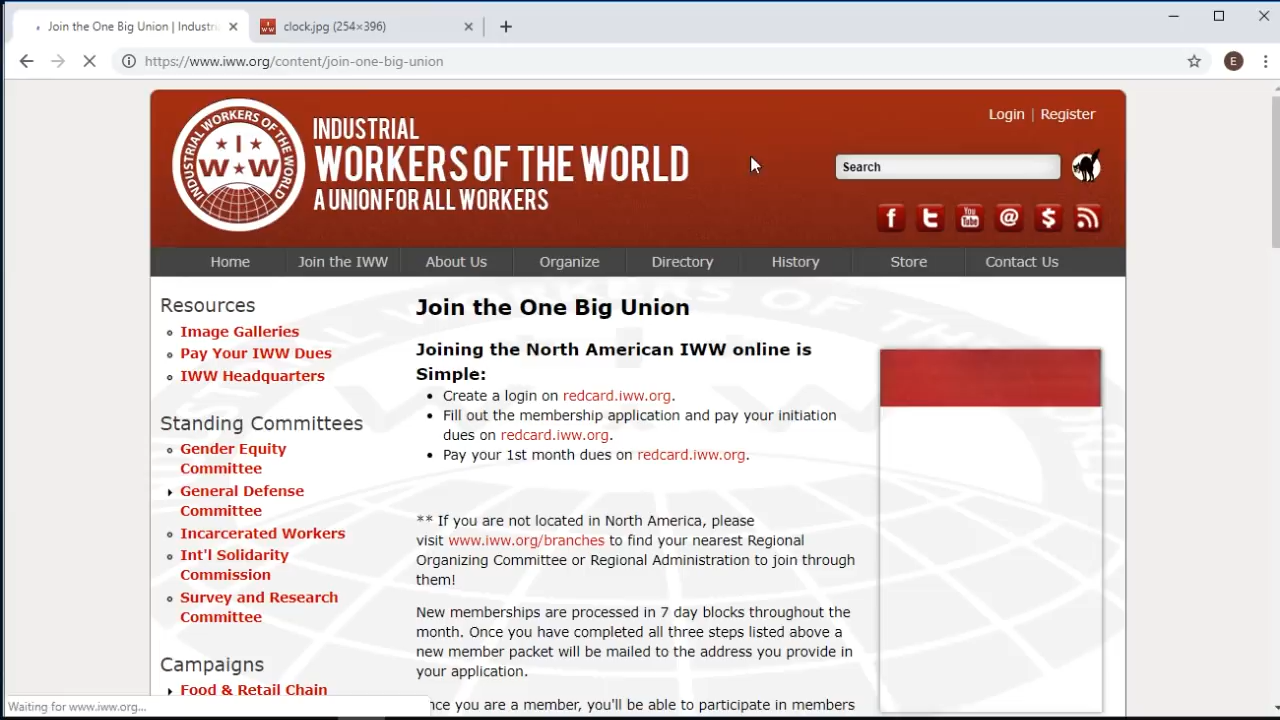 Join the One Big Union | Industri
clock.jpg (254×396)
https://www.iww.org/content/join-one-big-union
E
INDUSTRIAL WORKERS OF THE WORLD
I W W
INDUSTRIAL
WORKERS OF THE WORLD
A UNION FOR ALL WORKERS
Login | Register
Search
f t You Tube @ $
Home Join the IWW About Us Organize Directory History Store Contact Us
Resources
Image Galleries
Pay Your IWW Dues
IWW Headquarters
Standing Committees
Gender Equity
Committee
General Defense
Committee
Incarcerated Workers
Int'l Solidarity
Commission
Survey and Research
Committee
Campaigns
Food & Retail Chain
Join the One Big Union
Joining the North American IWW online is
Simple:
• Create a login on redcard.iww.org.
• Fill out the membership application and pay your initiation
dues on redcard.iww.org.
• Pay your 1st month dues on redcard.iww.org.
** If you are not located in North America, please
visit www.iww.org/branches to find your nearest Regional
Organizing Committee or Regional Administration to join through
them!
New memberships are processed in 7 day blocks throughout the
month. Once you have completed all three steps listed above a
new member packet will be mailed to the address you provide in
your application.
nce you are a member, you'll be able to participate in members
Waiting for www.iww.org...